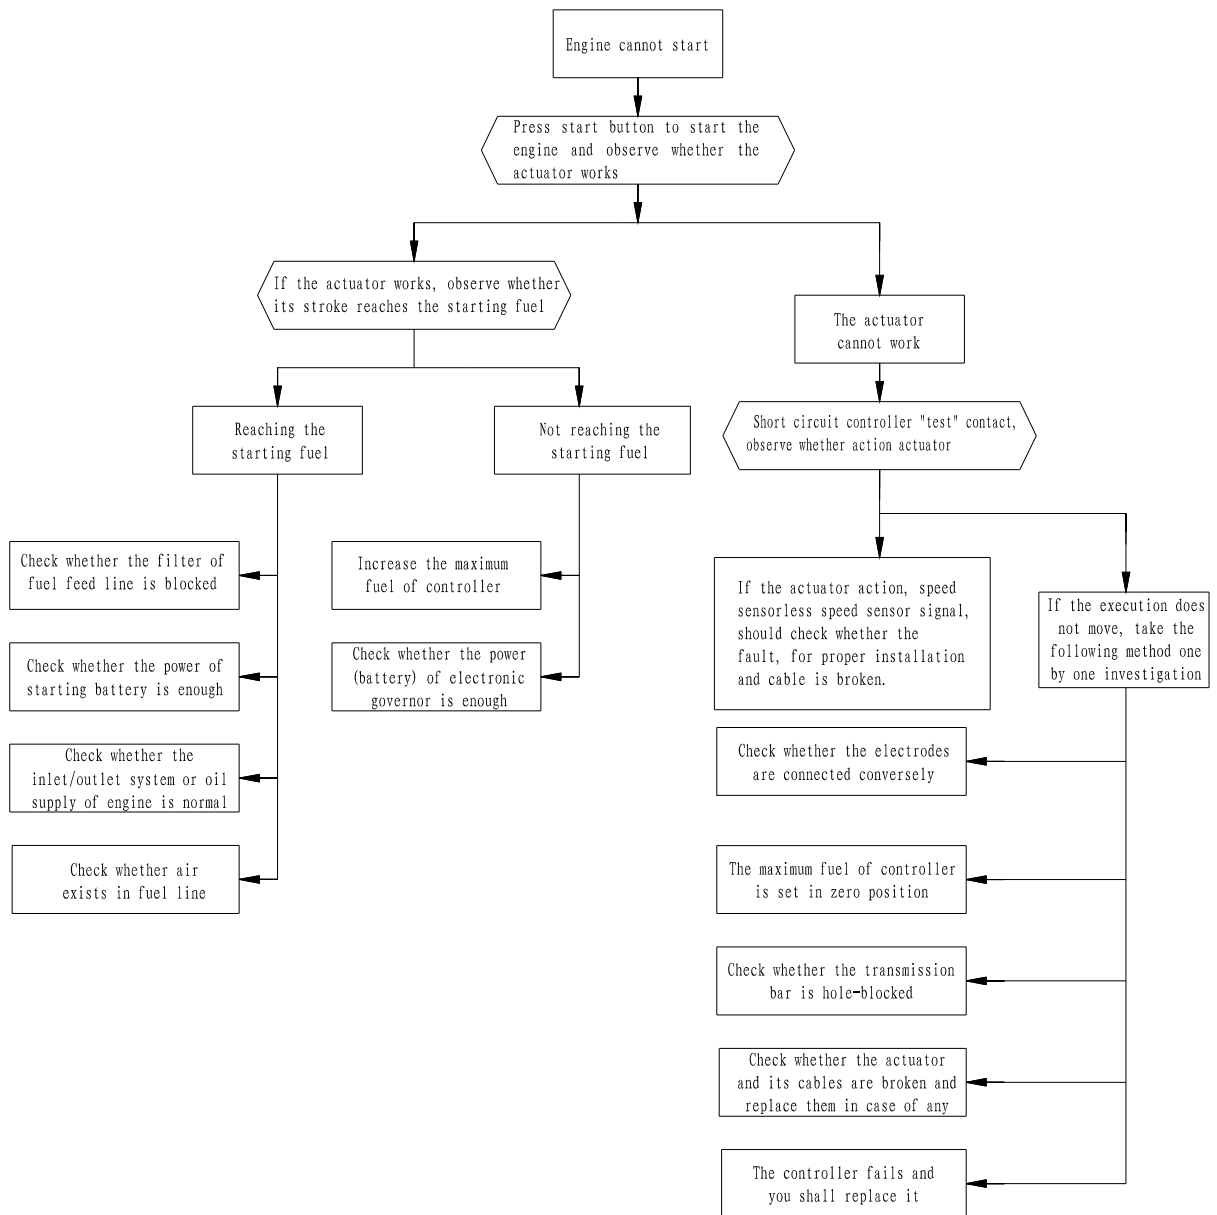 Engine cannot start
Press start button to start the
engine and observe whether the
actuator works
If the actuator works, observe whether
its stroke reaches the starting fuel
The actuator
cannot work
Reaching the
starting fuel
Not reaching the
starting fuel
Short circuit controller "test" contact,
observe whether action actuator
Check whether the filter of
fuel feed line is blocked
Check whether the power of
starting battery is enough
Check whether the
inlet/outlet system or oil
supply of engine is normal
Check whether air
exists in fuel line
Increase the maximum
fuel of controller
Check whether the power
(battery) of electronic
governor is enough
If the actuator action, speed
sensorless speed sensor signal,
should check whether the
fault, for proper installation
and cable is broken.
If the execution does
not move, take the
following method one
by one investigation
Check whether the electrodes
are connected conversely
The maximum fuel of controller
is set in zero position
Check whether the transmission
bar is hole-blocked
Check whether the actuator
and its cables are broken and
replace them in case of any
The controller fails and
you shall replace it